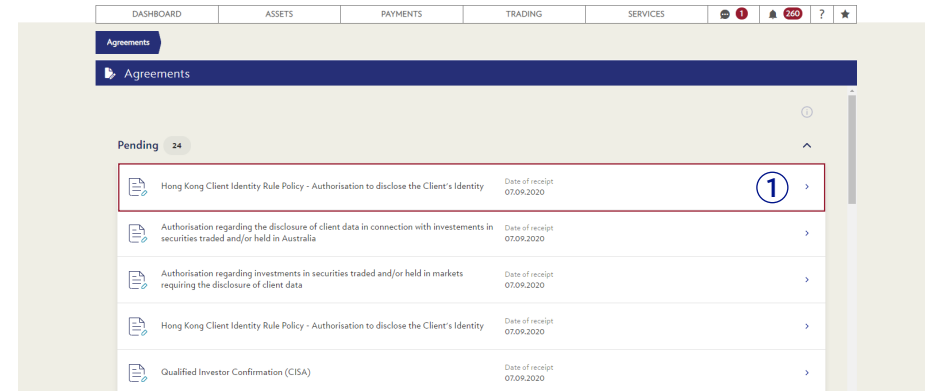 DASHBOARD ASSETS PAYMENTS TRADING SERVICES 1 260 ?
Agreements
Agreements
Pending 24
Hong Kong Client Identity Rule Policy - Authorisation to disclose the Client's Identity
Date of receipt
07.09.2020
1
Authorisation regarding the disclosure of client data in connection with investements in
securities traded and/or held in Australia
Date of receipt
07.09.2020
Authorisation regarding investments in securities traded and/or held in markets
requiring the disclosure of client data
Date of receipt
07.09.2020
Hong Kong Client Identity Rule Policy - Authorisation to disclose the Client's Identity
Date of receipt
07.09.2020
Qualified Investor Confirmation (CISA)
Date of receipt
07.09.2020